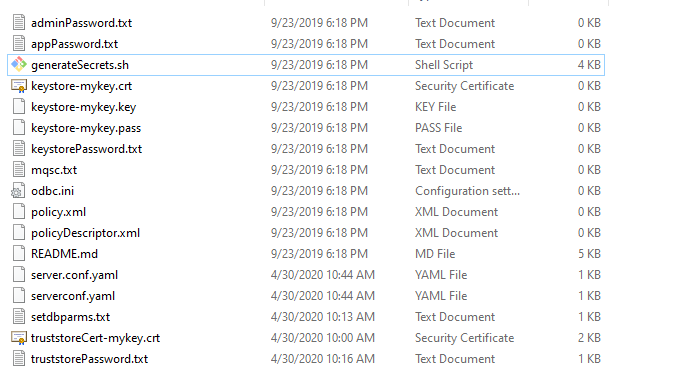 adminPassword.txt 9/23/2019 6:18 PM Text Document 0 KB
appPassword.txt 9/23/2019 6:18 PM Text Document 0 KB
generateSecrets.sh 9/23/2019 6:18 PM Shell Script 4 KB
keystore-mykey.crt 9/23/2019 6:18 PM Security Certificate 0 KB
keystore-mykey.key 9/23/2019 6:18 PM KEY File 0 KB
keystore-mykey.pass 9/23/2019 6:18 PM PASS File 0 KB
keystorePassword.txt 9/23/2019 6:18 PM Text Document 0 KB
mqsc.txt 9/23/2019 6:18 PM Text Document 0 KB
odbc.ini 9/23/2019 6:18 PM Configuration sett... 0 KB
policy.xml 9/23/2019 6:18 PM XML Document 0 KB
policyDescriptor.xml 9/23/2019 6:18 PM XML Document 0 KB
README.md 9/23/2019 6:18 PM MD File 5 KB
server.conf.yaml 4/30/2020 10:44 AM YAML File 1 KB
serverconf.yaml 4/30/2020 10:44 AM YAML File 1 KB
setdbparms.txt 4/30/2020 10:13 AM Text Document 1 KB
truststoreCert-mykey.crt 4/30/2020 10:00 AM Security Certificate 2 KB
truststorePassword.txt 4/30/2020 10:16 AM Text Document 1 KB